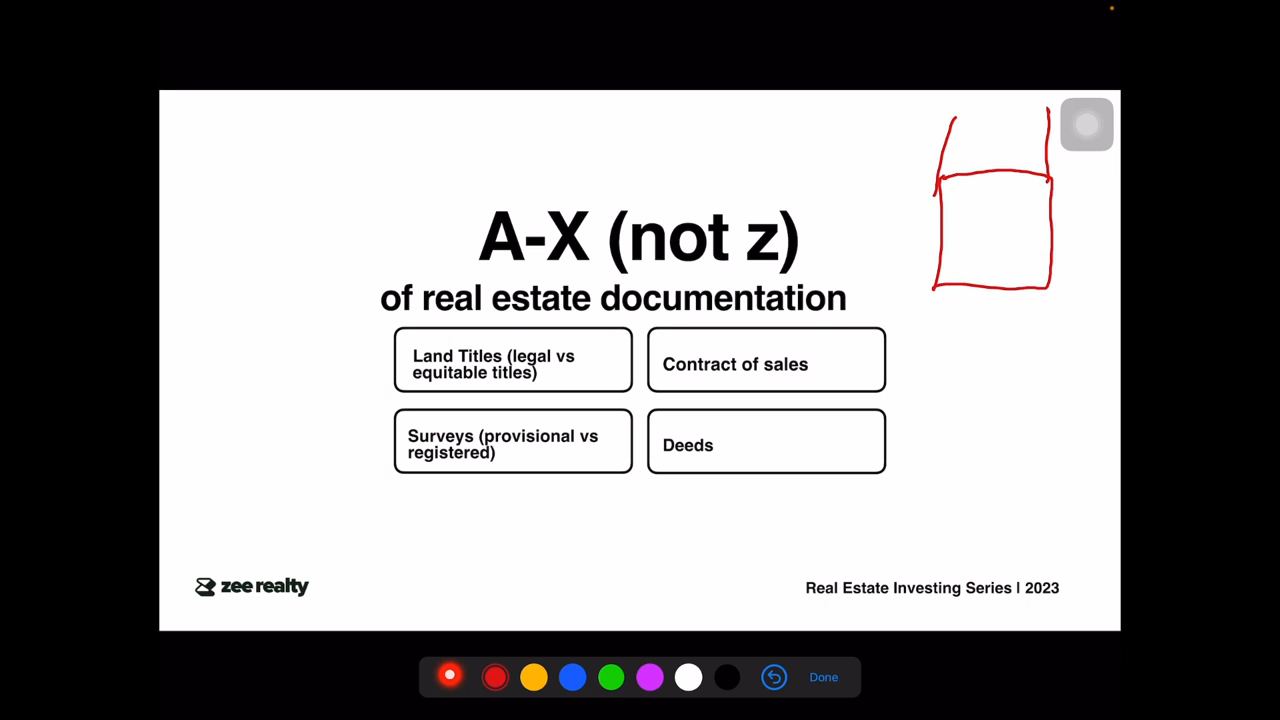 A-X (not z)
of real estate documentation
Land Titles (legal vs
equitable titles)
Contract of sales
Surveys (provisional vs
registered)
Deeds
zee realty
Real Estate Investing Series | 2023
Done